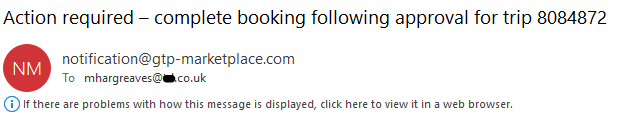 Action required – complete booking following approval for trip 8084872
NM
notification@gtp-marketplace.com
To mhargreaves@ .co.uk
If there are problems with how this message is displayed, click here to view it in a web browser.